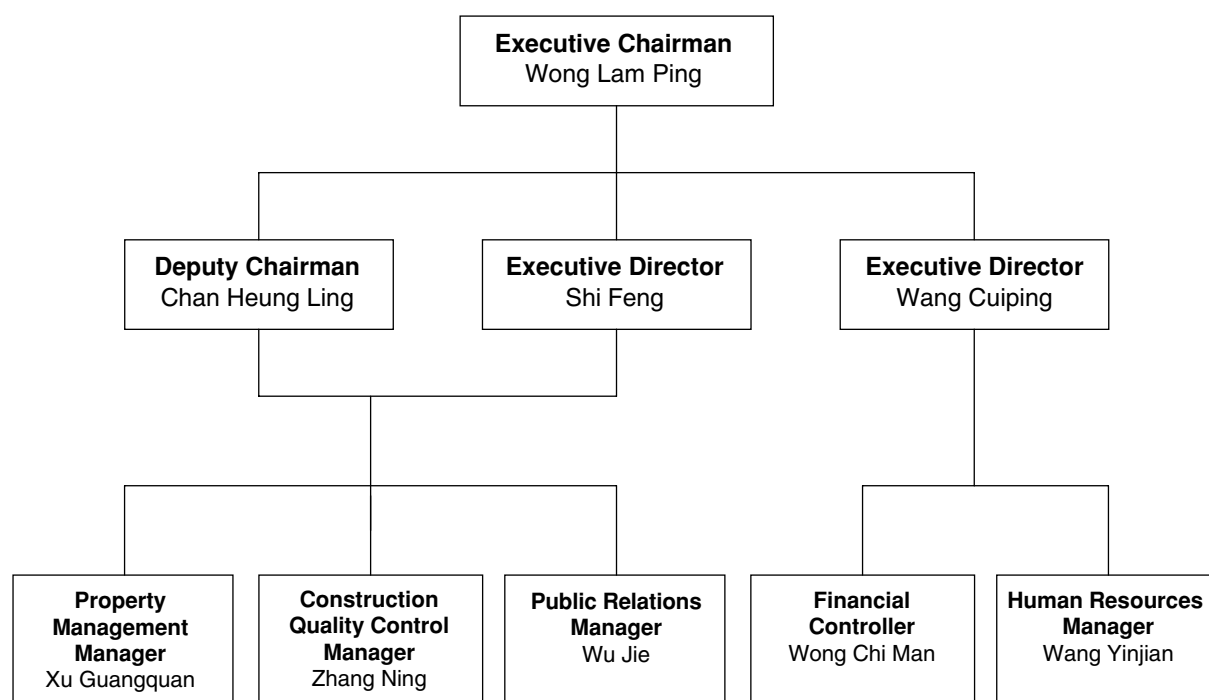 Executive Chairman
Wong Lam Ping
Deputy Chairman
Chan Heung Ling
Executive Director
Shi Feng
Executive Director
Wang Cuiping
Property
Management
Manager
Xu Guangquan
Construction
Quality Control
Manager
Zhang Ning
Public Relations
Manager
Wu Jie
Financial
Controller
Wong Chi Man
Human Resources
Manager
Wang Yinjian